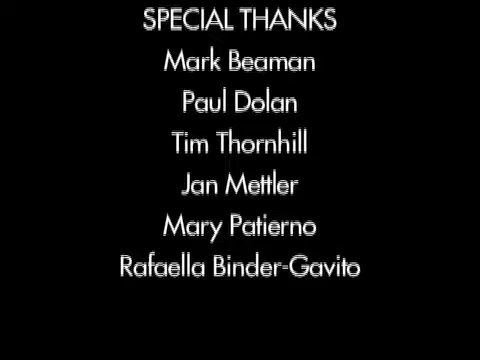 SPECIAL THANKS
Mark Beaman
Paul Dolan
Tim Thornhill
Jan Mettler
Mary Patierno
Rafaella Binder-Gavito